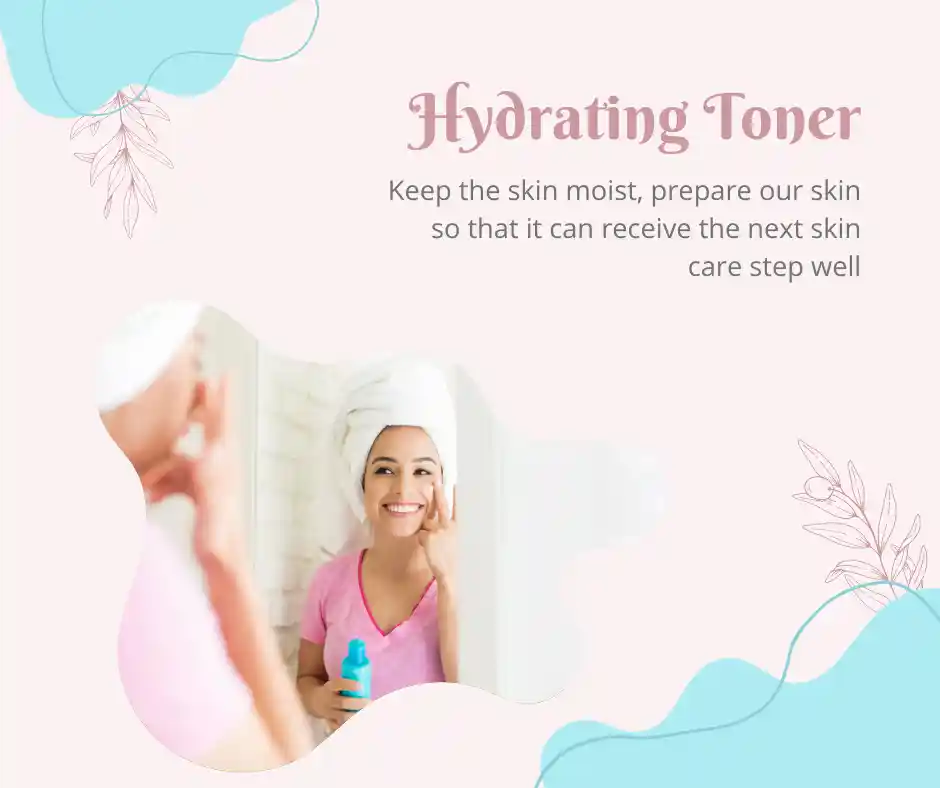 Hydrating Toner
Keep the skin moist, prepare our skin
so that it can receive the next skin
care step well